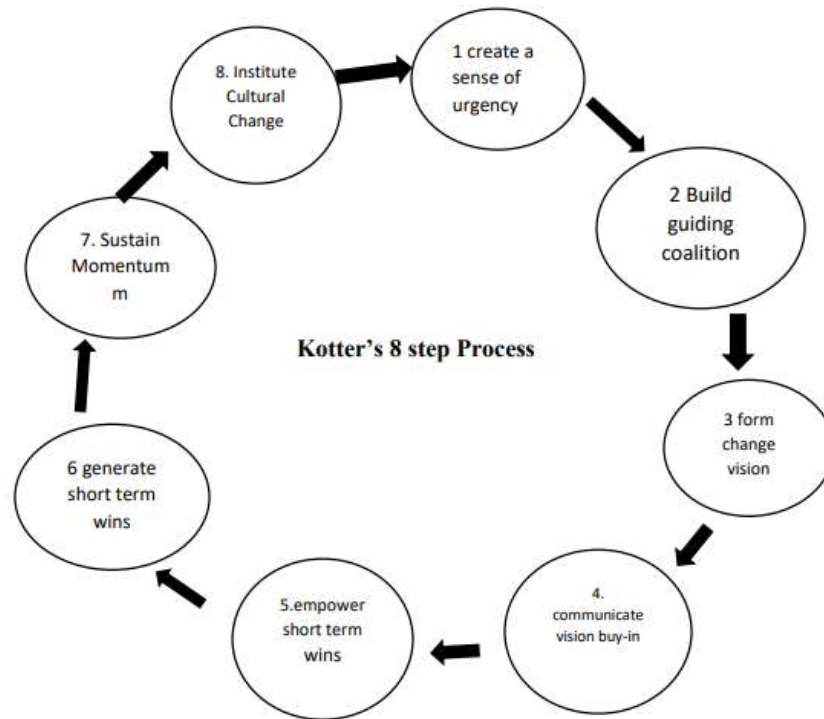 1 create a
sense of
urgency
2 Build
guiding
coalition
3 form
change
vision
4.
communicate
vision buy-in
5.empower
short term
wins
6 generate
short term
wins
7. Sustain
Momentum
m
8. Institute
Cultural
Change
Kotter’s 8 step Process